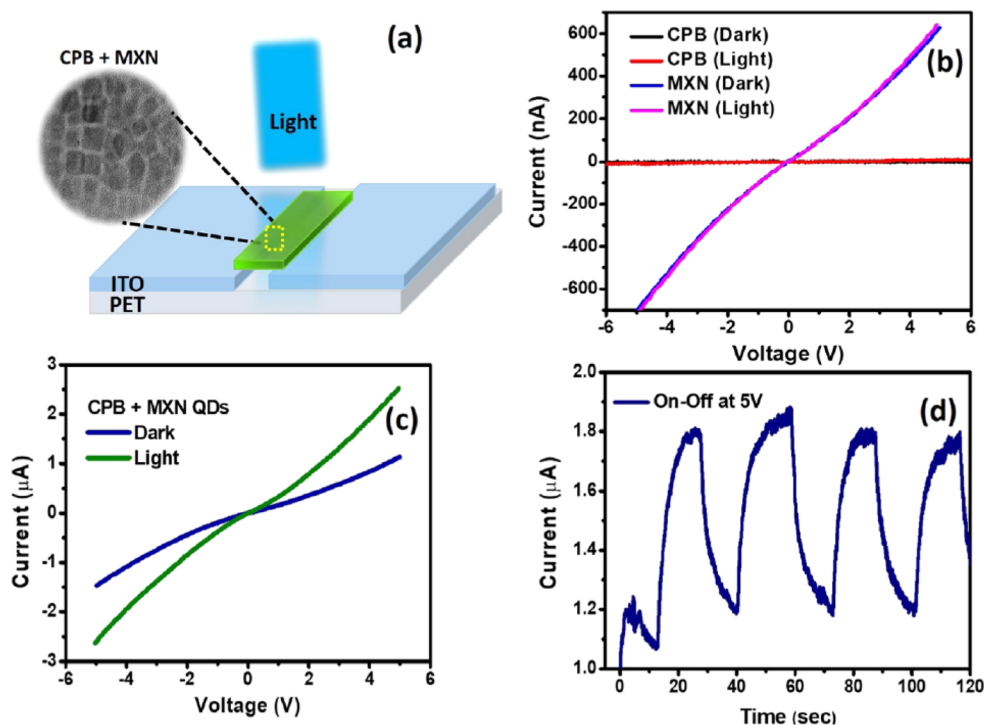 (a)
CPB + MXN
Light
ITO
PET
(b)
CPB (Dark)
CPB (Light)
MXN (Dark)
MXN (Light)
Current (nA)
600
400
200
0
-200
-400
-600
-6 -4 -2 0 2 4 6
Voltage (V)
(c)
CPB + MXN QDs
Dark
Light
Current (μA)
3
2
1
0
-1
-2
-3
-6 -4 -2 0 2 4 6
Voltage (V)
(d)
On-Off at 5V
Current (μA)
2.0
1.8
1.6
1.4
1.2
1.0
0 20 40 60 80 100 120
Time (sec)